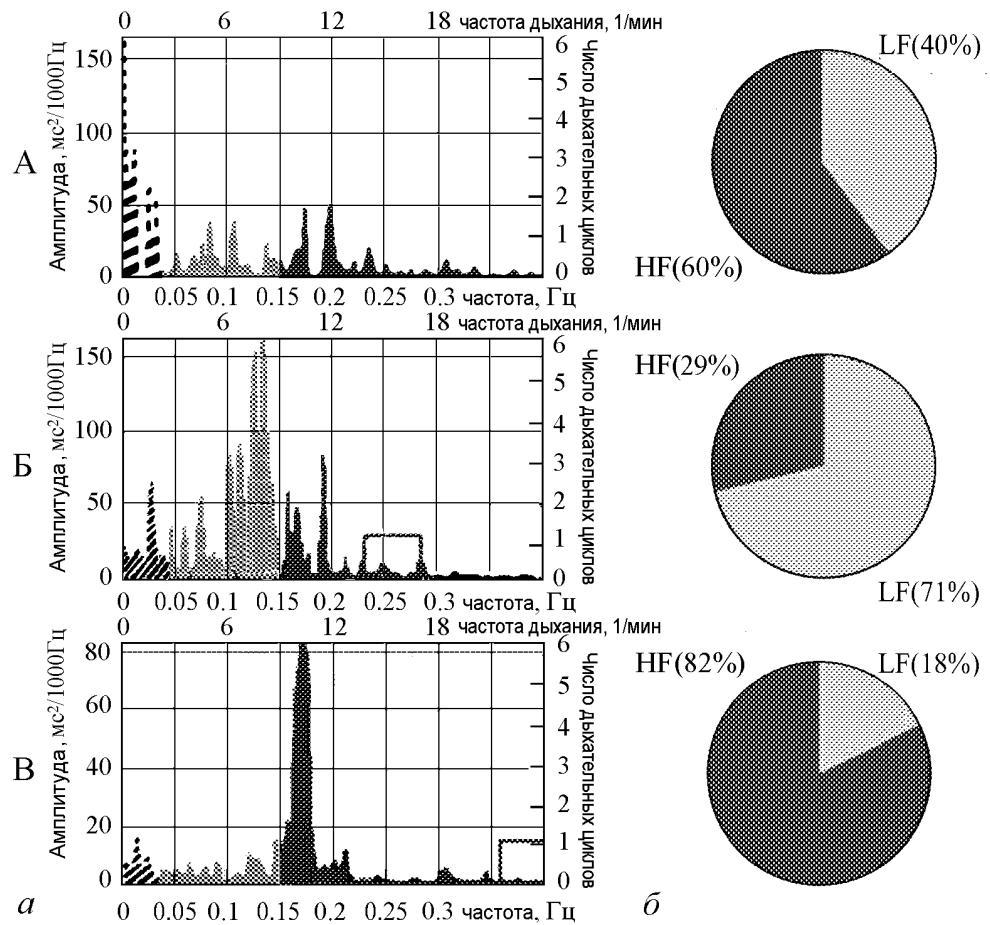 0 6 12 18 частота дыхания, 1/мин
А
Амплитуда, мс²/1000Гц
150
100
50
0
6
5
4
3
2
1
0
Число дыхательных циклов
0 0.05 0.1 0.15 0.2 0.25 0.3 частота, Гц
LF(40%)
HF(60%)
0 6 12 18 частота дыхания, 1/мин
Б
Амплитуда, мс²/1000Гц
150
100
50
0
6
5
4
3
2
1
0
Число дыхательных циклов
0 0.05 0.1 0.15 0.2 0.25 0.3 частота, Гц
HF(29%)
LF(71%)
0 6 12 18 частота дыхания, 1/мин
В
Амплитуда, мс²/1000Гц
80
60
40
20
0
6
5
4
3
2
1
0
Число дыхательных циклов
0 0.05 0.1 0.15 0.2 0.25 0.3 частота, Гц
HF(82%) LF(18%)
а
б